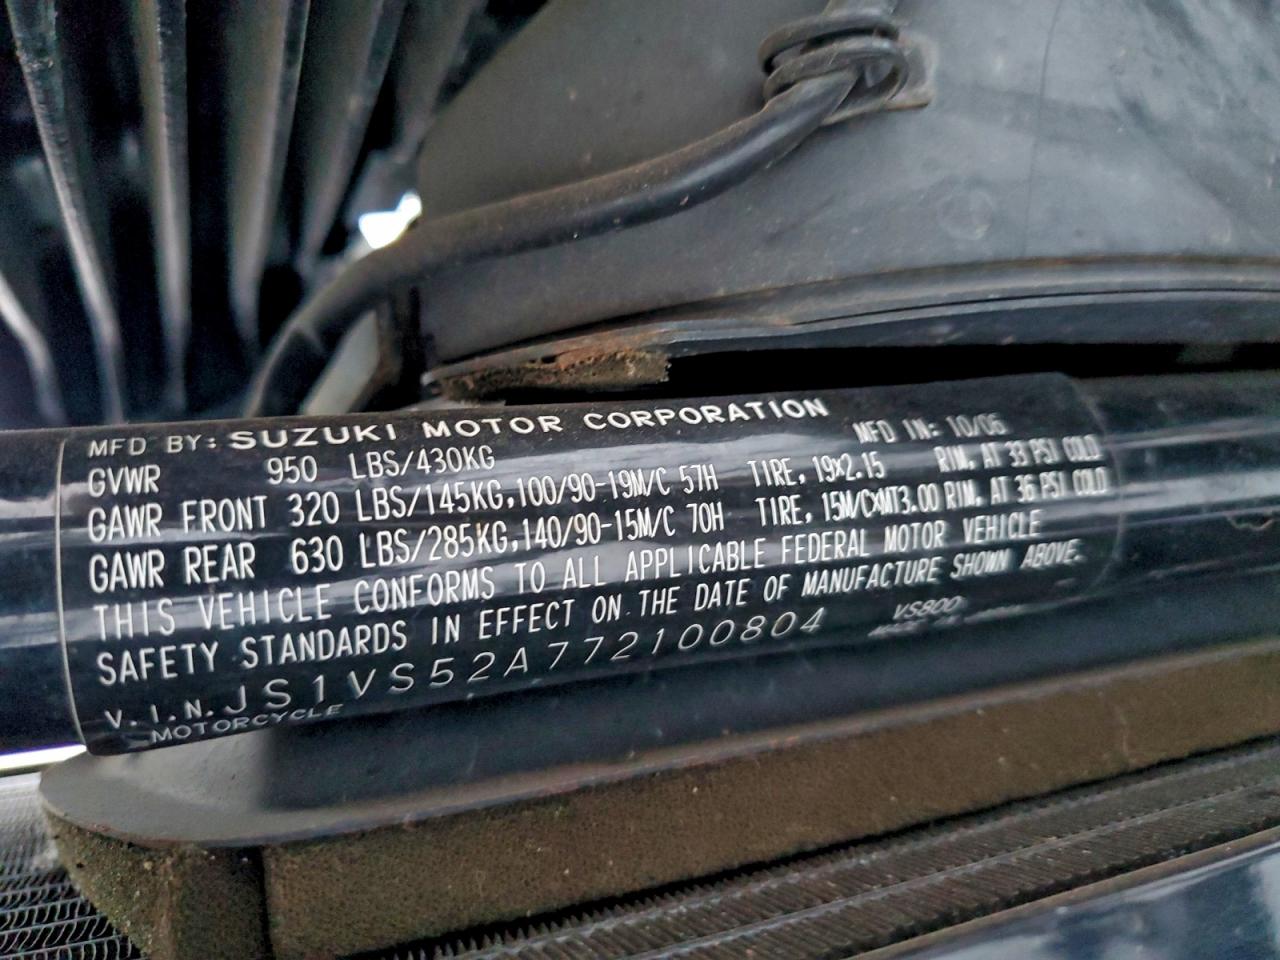 MFD BY: SUZUKI MOTOR CORPORATION MFD IN: 10/06
GVWR 950 LBS/430KG
GAWR FRONT 320 LBS/145KG,100/90-19M/C 57H TIRE, 19x2.15 RIM, AT 33 PSI COLD
GAWR REAR 630 LBS/285KG,140/90-15M/C 70H TIRE, 15M/CxMT3.00 RIM, AT 36 PSI COLD
THIS VEHICLE CONFORMS TO ALL APPLICABLE FEDERAL MOTOR VEHICLE
SAFETY STANDARDS IN EFFECT ON THE DATE OF MANUFACTURE SHOWN ABOVE.
V.I.N.JS1VS52A772100804 VS800
MOTORCYCLE